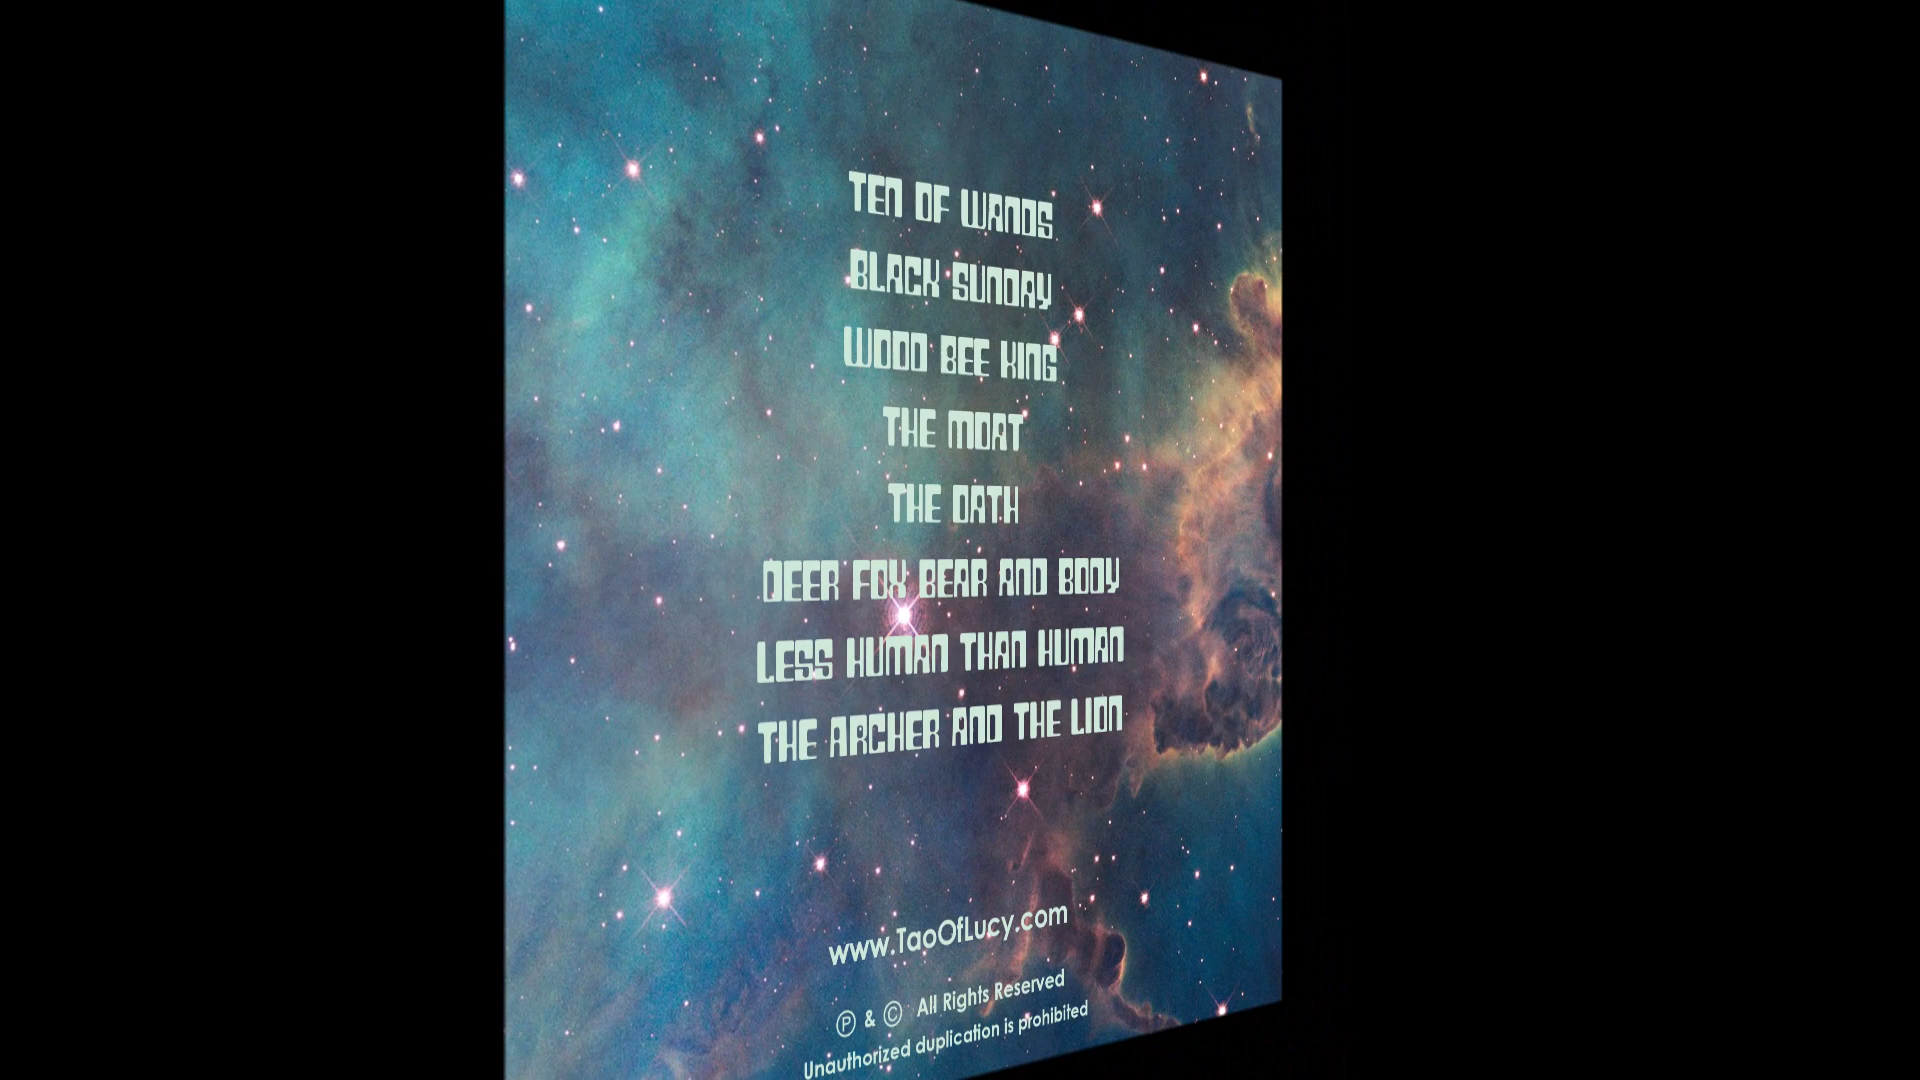 TEN OF WANDS
BLACK SUNDAY
WOOD BEE KING
THE MOAT
THE OATH
DEER FOX BEAR AND BODY
LESS HUMAN THAN HUMAN
THE ARCHER AND THE LION
www.TaoOfLucy.com
Ⓟ & © All Rights Reserved
Unauthorized duplication is prohibited